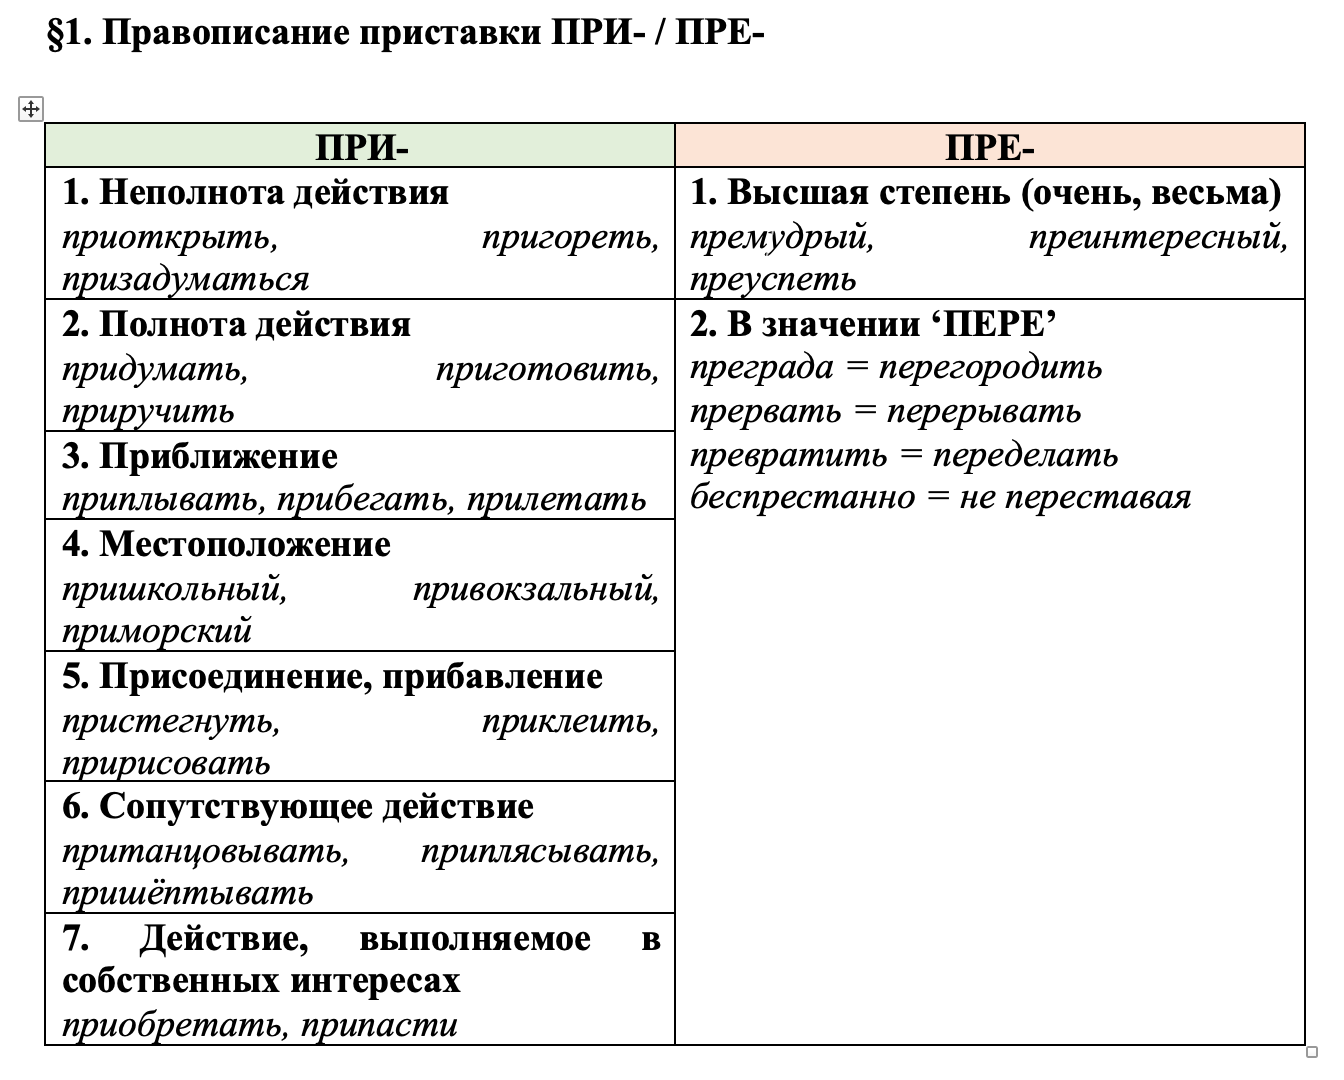 §1. Правописание приставки ПРИ- / ПРЕ-
ПРИ-
1. Неполнота действия
приоткрыть, пригореть,
призадуматься
2. Полнота действия
придумать, приготовить,
приручить
3. Приближение
приплывать, прибегать, прилетать
4. Местоположение
пришкольный, привокзальный,
приморский
5. Присоединение, прибавление
пристегнуть, приклеить,
пририсовать
6. Сопутствующее действие
пританцовывать, приплясывать,
пришёптывать
7. Действие, выполняемое в
собственных интересах
приобретать, припасти
ПРЕ-
1. Высшая степень (очень, весьма)
премудрый, преинтересный,
преуспеть
2. В значении ‘ПЕРЕ’
преграда = перегородить
прервать = перерывать
превратить = переделать
беспрестанно = не переставая